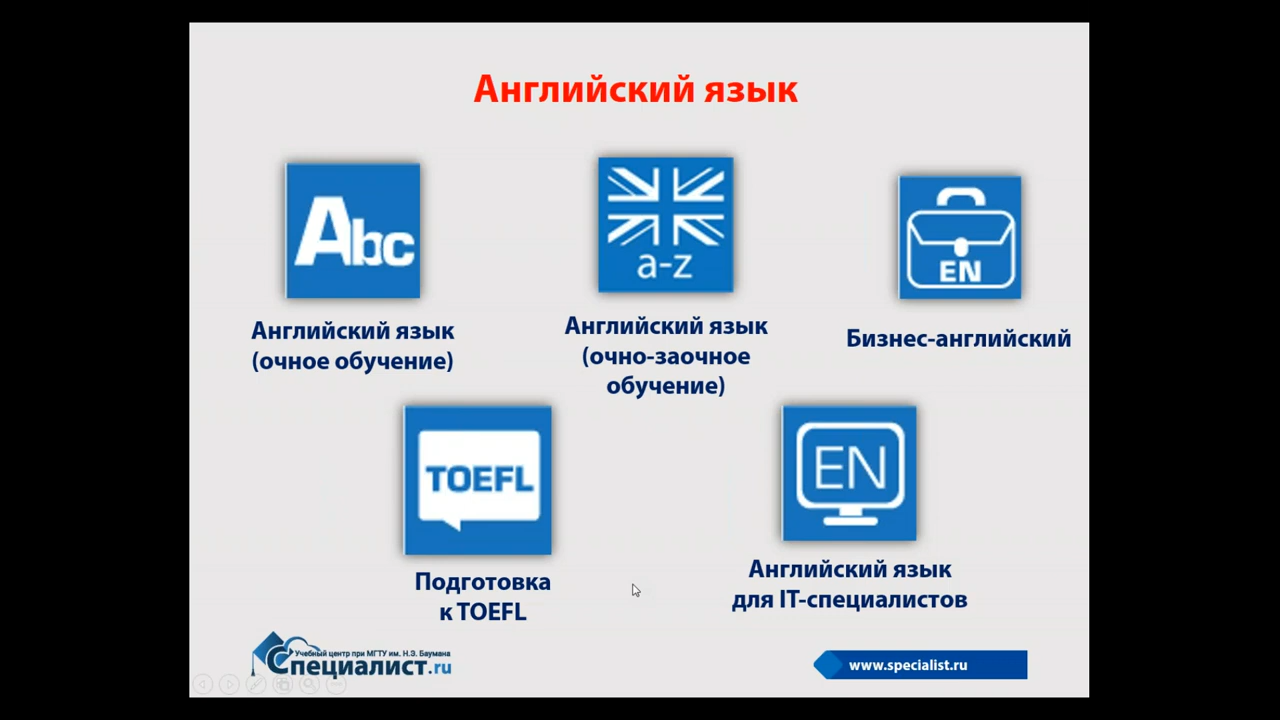 Английский язык
Abc
a-z
EN
Английский язык
(очное обучение)
Английский язык
(очно-заочное
обучение)
Бизнес-английский
TOEFL
EN
Подготовка
к TOEFL
Английский язык
для IT-специалистов
Учебный центр при МГТУ им. Н.Э. Баумана
Специалист.ru
www.specialist.ru